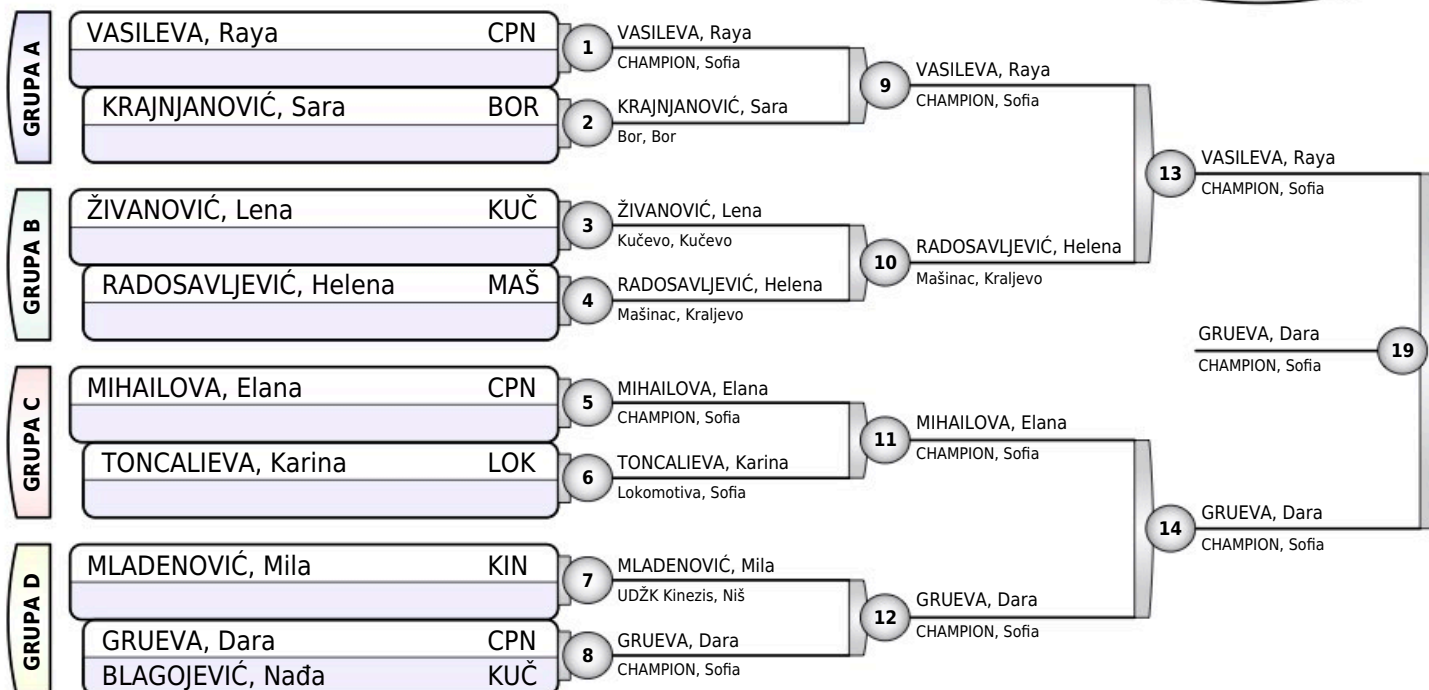 GRUPA A
VASILEVA, Raya CPN
KRAJNJANOVIĆ, Sara BOR
1
VASILEVA, Raya
CHAMPION, Sofia
2
KRAJNJANOVIĆ, Sara
Bor, Bor
9
VASILEVA, Raya
CHAMPION, Sofia
GRUPA B
ŽIVANOVIĆ, Lena KUČ
RADOSAVLJEVIĆ, Helena MAŠ
3
ŽIVANOVIĆ, Lena
Kučevo, Kučevo
4
RADOSAVLJEVIĆ, Helena
Mašinac, Kraljevo
10
RADOSAVLJEVIĆ, Helena
Mašinac, Kraljevo
13
VASILEVA, Raya
CHAMPION, Sofia
GRUPA C
MIHAILOVA, Elana CPN
TONCALIEVA, Karina LOK
5
MIHAILOVA, Elana
CHAMPION, Sofia
6
TONCALIEVA, Karina
Lokomotiva, Sofia
11
MIHAILOVA, Elana
CHAMPION, Sofia
GRUPA D
MLADENOVIĆ, Mila KIN
GRUEVA, Dara CPN
BLAGOJEVIĆ, Nađa KUČ
7
MLADENOVIĆ, Mila
UDŽK Kinezis, Niš
8
GRUEVA, Dara
CHAMPION, Sofia
12
GRUEVA, Dara
CHAMPION, Sofia
14
GRUEVA, Dara
CHAMPION, Sofia
GRUEVA, Dara
CHAMPION, Sofia
19